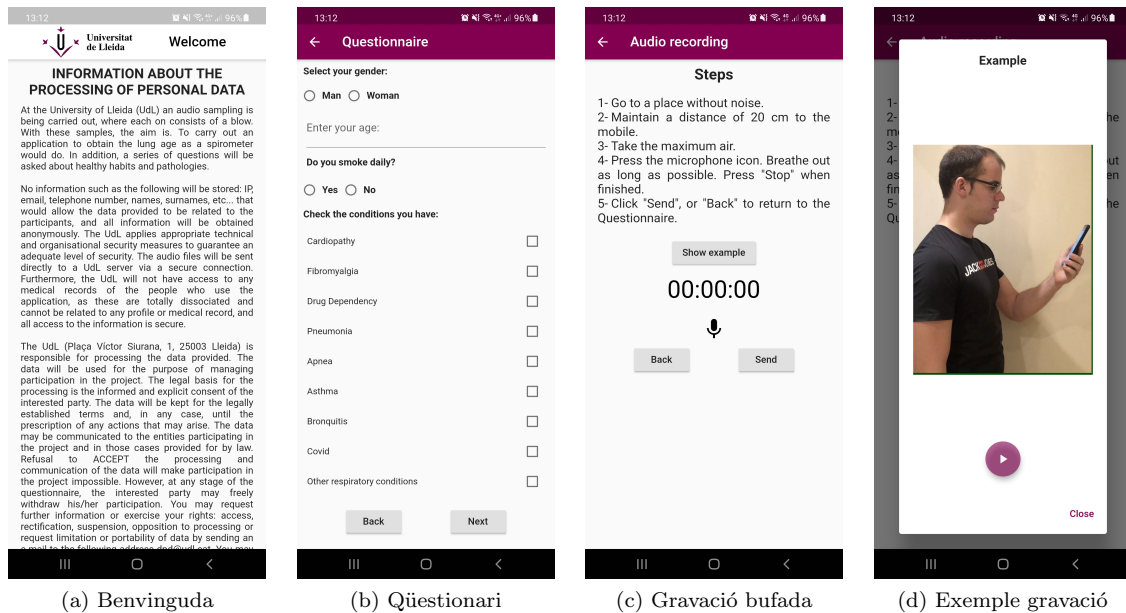 13:12
96%
Universitat
de Lleida
Welcome
INFORMATION ABOUT THE
PROCESSING OF PERSONAL DATA
At the University of Lleida (UdL) an audio sampling is
being carried out, where each on consists of a blow.
With these samples, the aim is. To carry out an
application to obtain the lung age as a spirometer
would do. In addition, a series of questions will be
asked about healthy habits and pathologies.
No information such as the following will be stored: IP,
email, telephone number, names, surnames, etc... that
would allow the data provided to be related to the
participants, and all information will be obtained
anonymously. The UdL applies appropriate technical
and organisational security measures to guarantee an
adequate level of security. The audio files will be sent
directly to a UdL server via a secure connection.
Furthermore, the UdL will not have access to any
medical records of the people who use the
application, as these are totally dissociated and
cannot be related to any profile or medical record, and
all access to the information is secure.
The UdL (Plaça Víctor Siurana, 1, 25003 Lleida) is
responsible for processing the data provided. The
data will be used for the purpose of managing
participation in the project. The legal basis for the
processing is the informed and explicit consent of the
interested party. The data will be kept for the legally
established terms and, in any case, until the
prescription of any actions that may arise. The data
may be communicated to the entities participating in
the project and in those cases provided for by law.
Refusal to ACCEPT the processing and
communication of the data will make participation in
the project impossible. However, at any stage of the
questionnaire, the interested party may freely
withdraw his/her participation. You may request
further information or exercise your rights: access,
rectification, suspension, opposition to processing or
request limitation or portability of data by sending an
(a) Benvinguda
13:12
96%
Questionnaire
Select your gender:
Man Woman
Enter your age:
Do you smoke daily?
Yes No
Check the conditions you have:
Cardiopathy
Fibromyalgia
Drug Dependency
Pneumonia
Apnea
Asthma
Bronquitis
Covid
Other respiratory conditions
Back Next
(b) Qüestionari
13:12
96%
Audio recording
Steps
1- Go to a place without noise.
2- Maintain a distance of 20 cm to the
mobile.
3- Take the maximum air.
4- Press the microphone icon. Breathe out
as long as possible. Press "Stop" when
finished.
5- Click "Send", or "Back" to return to the
Questionnaire.
Show example
00:00:00
Back Send
(c) Gravació bufada
13:12
96%
Example
Close
(d) Exemple gravació